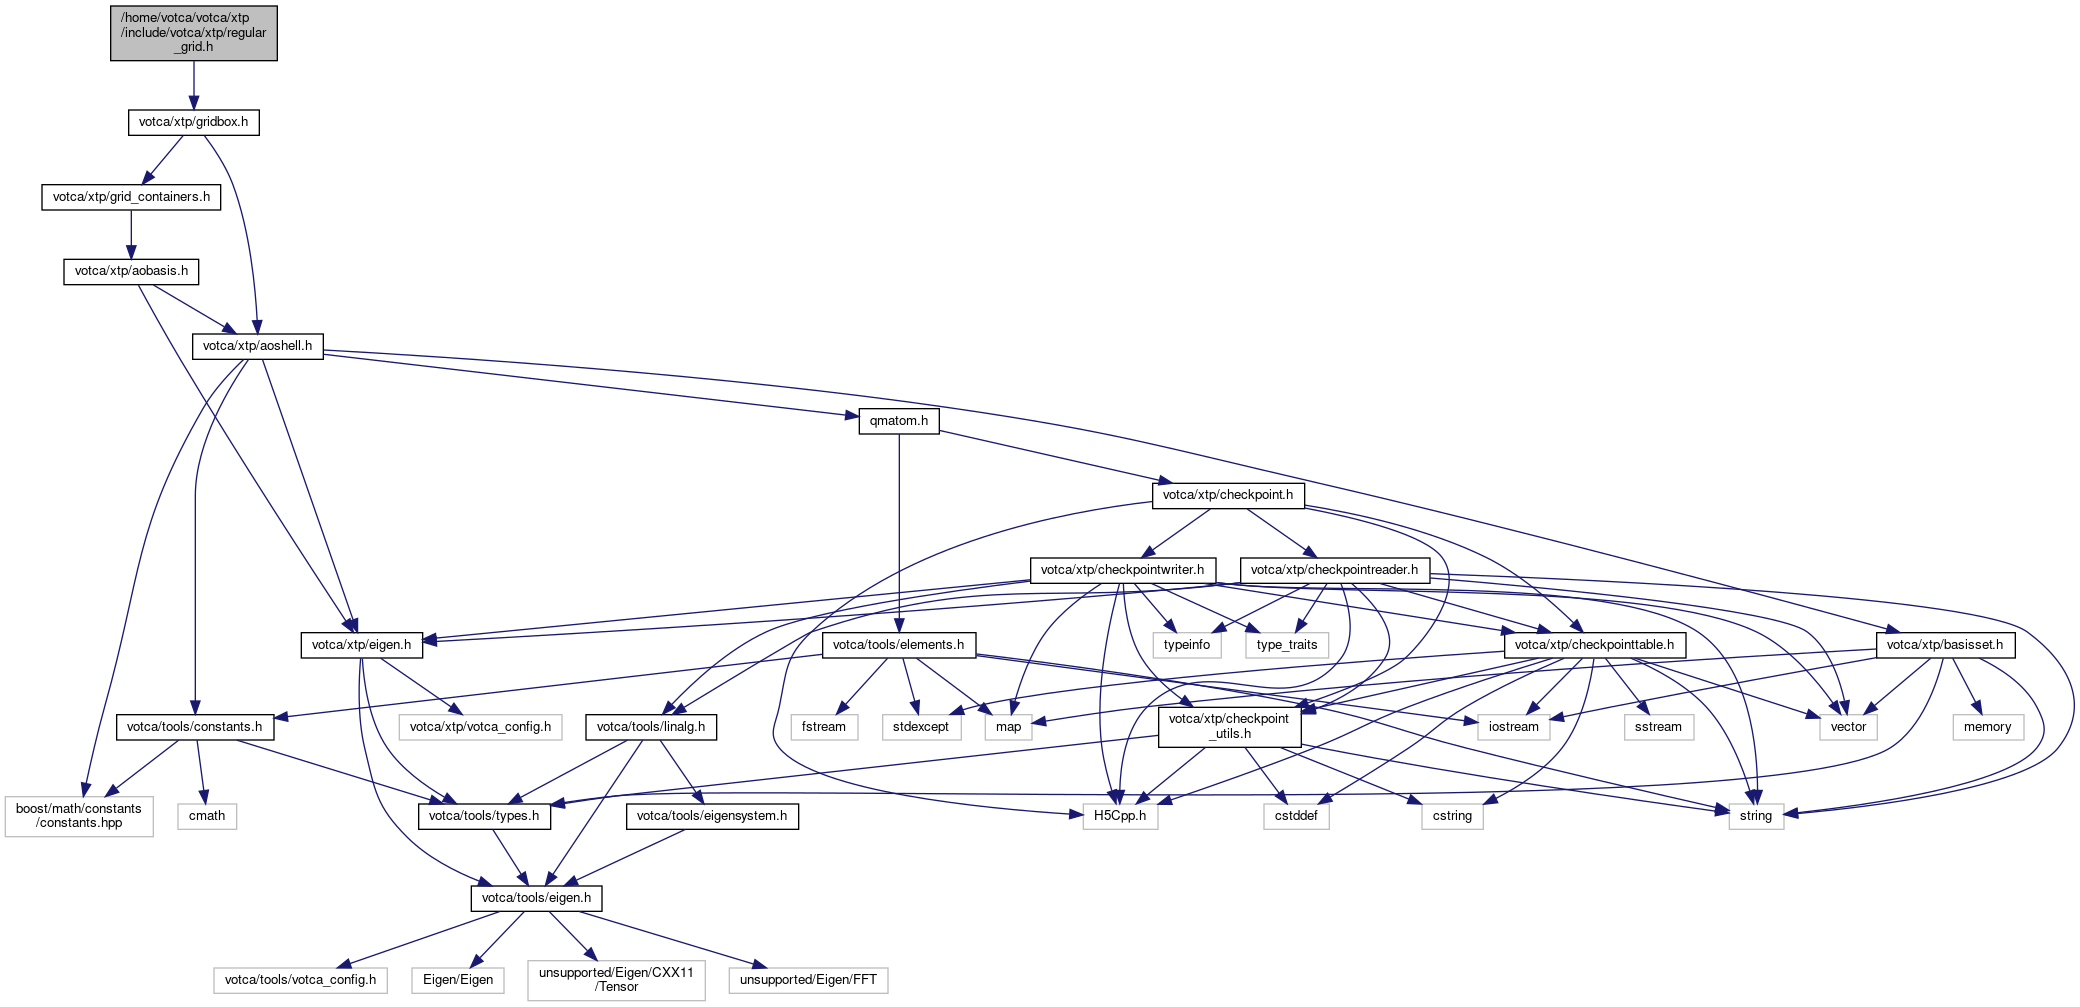 /home/votca/votca/xtp
/include/votca/xtp/regular
_grid.h
votca/xtp/gridbox.h
votca/xtp/grid_containers.h
votca/xtp/aobasis.h
votca/xtp/aoshell.h
qmatom.h
votca/xtp/checkpoint.h
votca/xtp/checkpointwriter.h
votca/xtp/checkpointreader.h
votca/xtp/eigen.h
votca/tools/elements.h
typeinfo
type_traits
votca/xtp/checkpointtable.h
votca/xtp/basisset.h
votca/tools/constants.h
votca/xtp/votca_config.h
votca/tools/linalg.h
fstream
stdexcept
map
votca/xtp/checkpoint
_utils.h
iostream
sstream
vector
memory
boost/math/constants
/constants.hpp
cmath
votca/tools/types.h
votca/tools/eigensystem.h
H5Cpp.h
cstddef
cstring
string
votca/tools/eigen.h
votca/tools/votca_config.h
Eigen/Eigen
unsupported/Eigen/CXX11
/Tensor
unsupported/Eigen/FFT